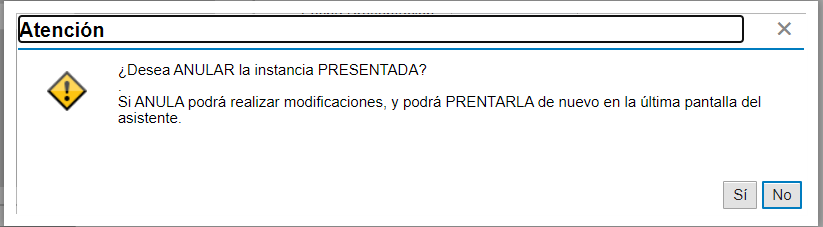 Atención
¿Desea ANULAR la instancia PRESENTADA?
.
Si ANULA podrá realizar modificaciones, y podrá PRENTARLA de nuevo en la última pantalla del
asistente.
Sí No